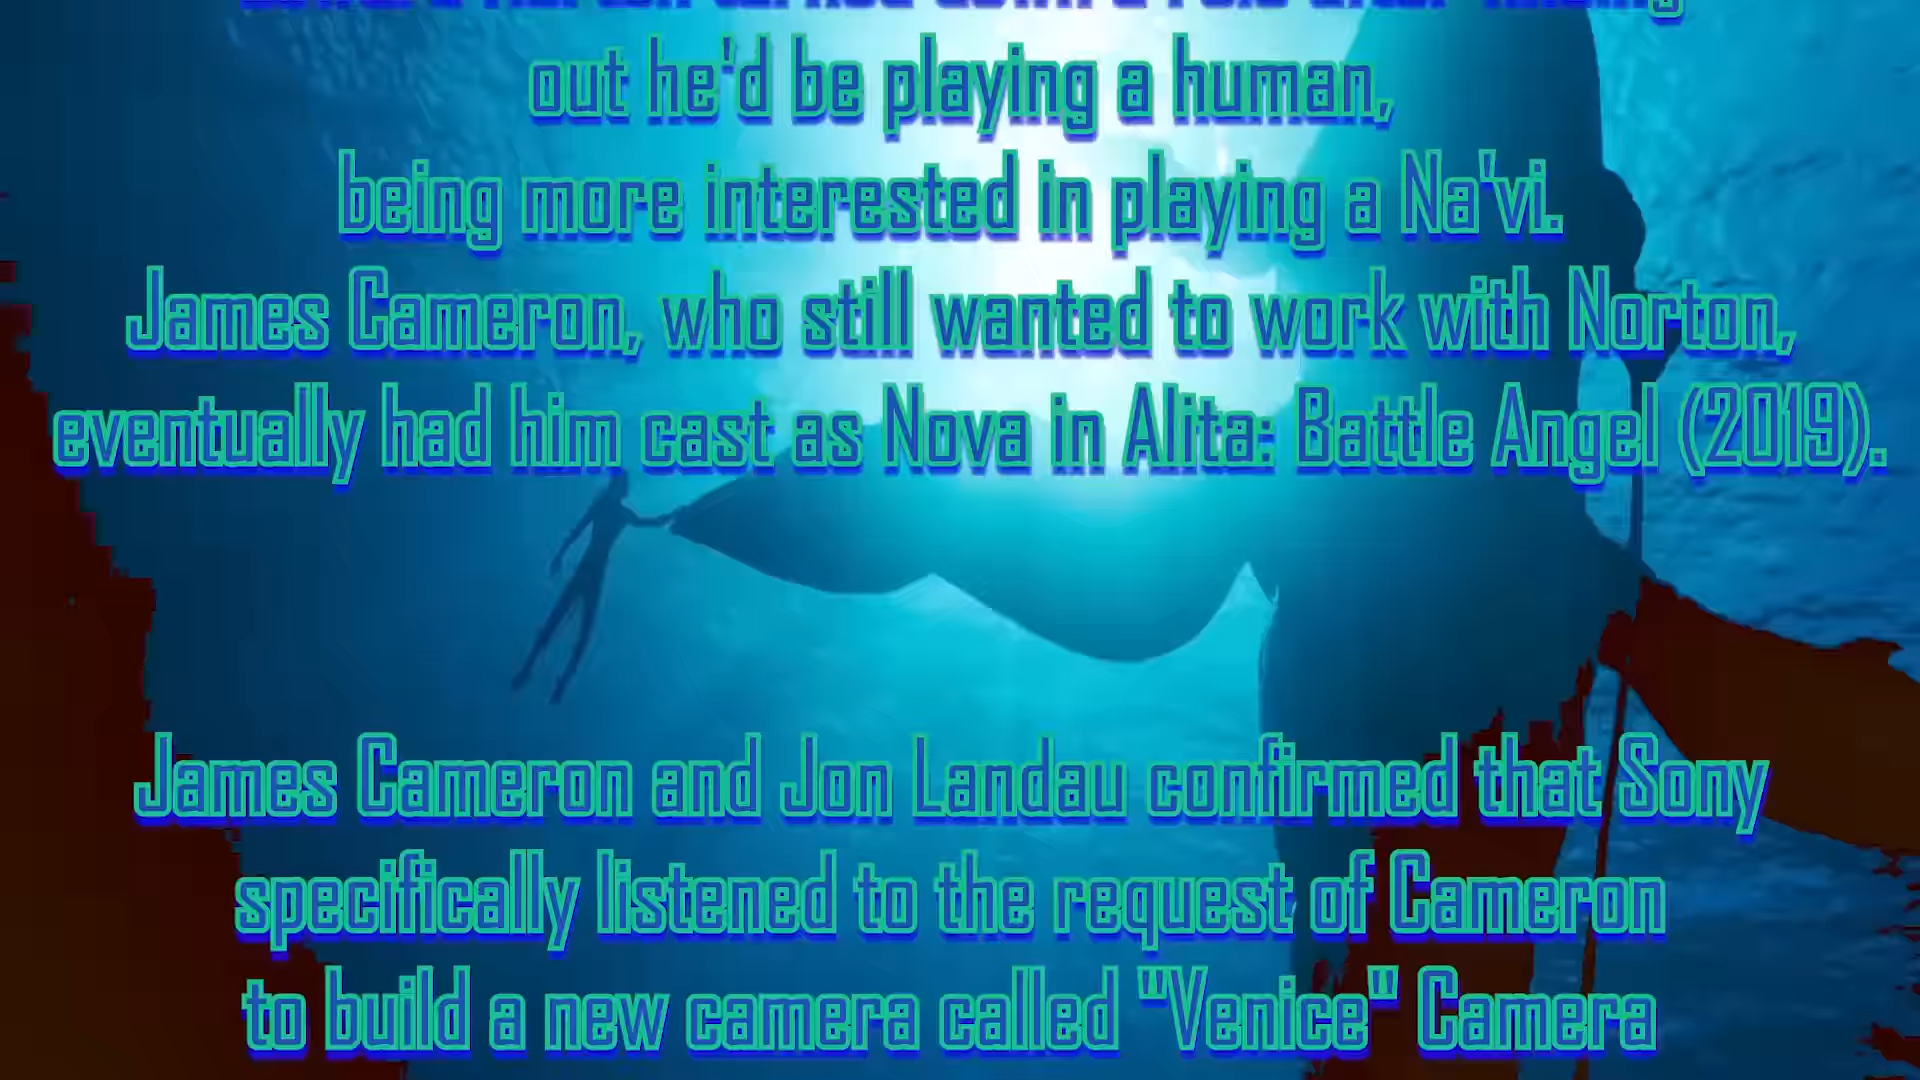 out he'd be playing a human,
being more interested in playing a Na'vi.
James Cameron, who still wanted to work with Norton,
eventually had him cast as Nova in Alita: Battle Angel (2019).
James Cameron and Jon Landau confirmed that Sony
specifically listened to the request of Cameron
to build a new camera called "Venice" Camera